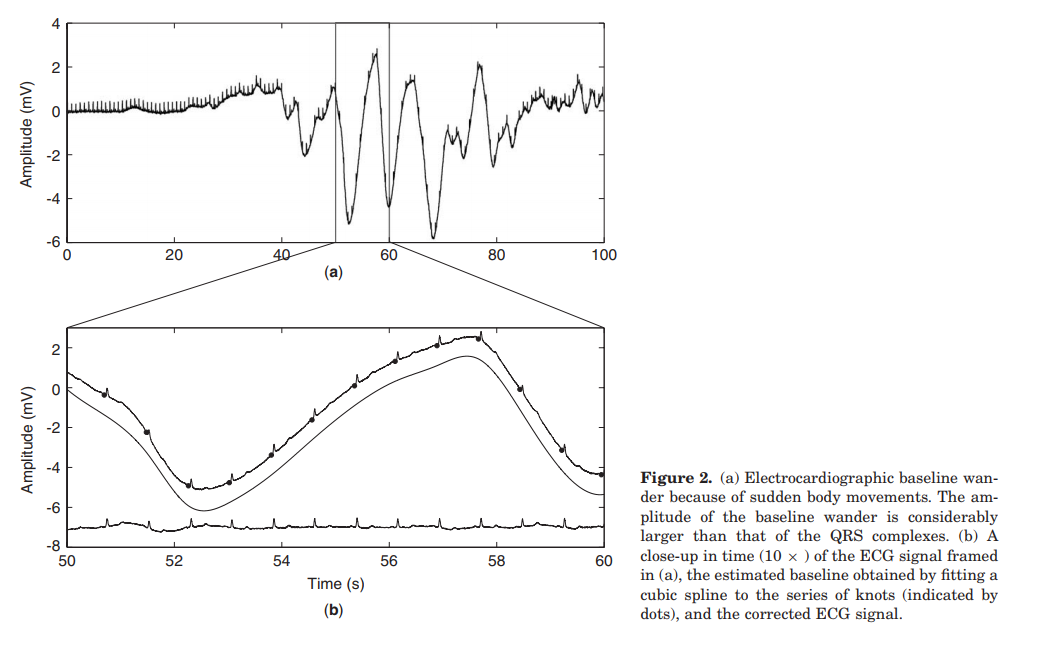 4
2
0
-2
-4
-6
Amplitude (mV)
0 20 40 60 80 100
(a)
2
0
-2
-4
-6
-8
Amplitude (mV)
50 52 54 56 58 60
Time (s)
(b)
Figure 2. (a) Electrocardiographic baseline wan-
der because of sudden body movements. The am-
plitude of the baseline wander is considerably
larger than that of the QRS complexes. (b) A
close-up in time (10 × ) of the ECG signal framed
in (a), the estimated baseline obtained by fitting a
cubic spline to the series of knots (indicated by
dots), and the corrected ECG signal.